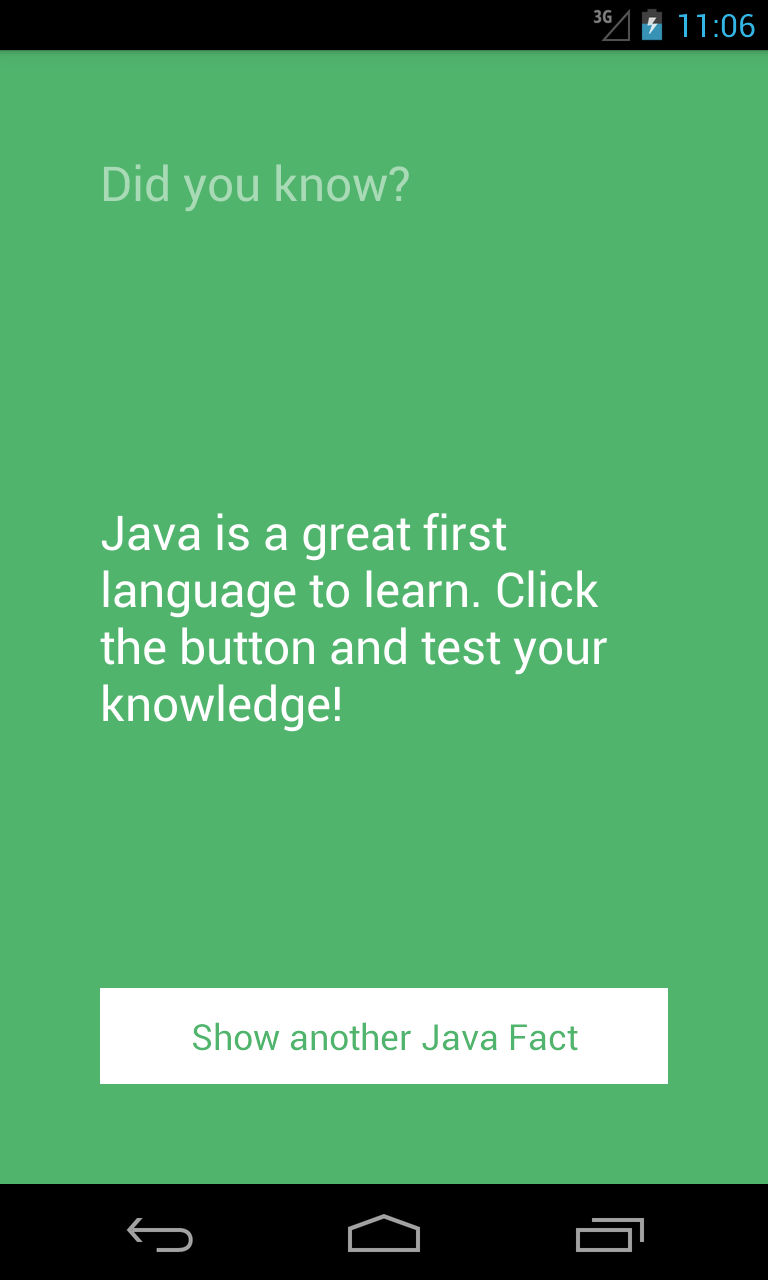 3G 11:06
Did you know?
Java is a great first
language to learn. Click
the button and test your
knowledge!
Show another Java Fact